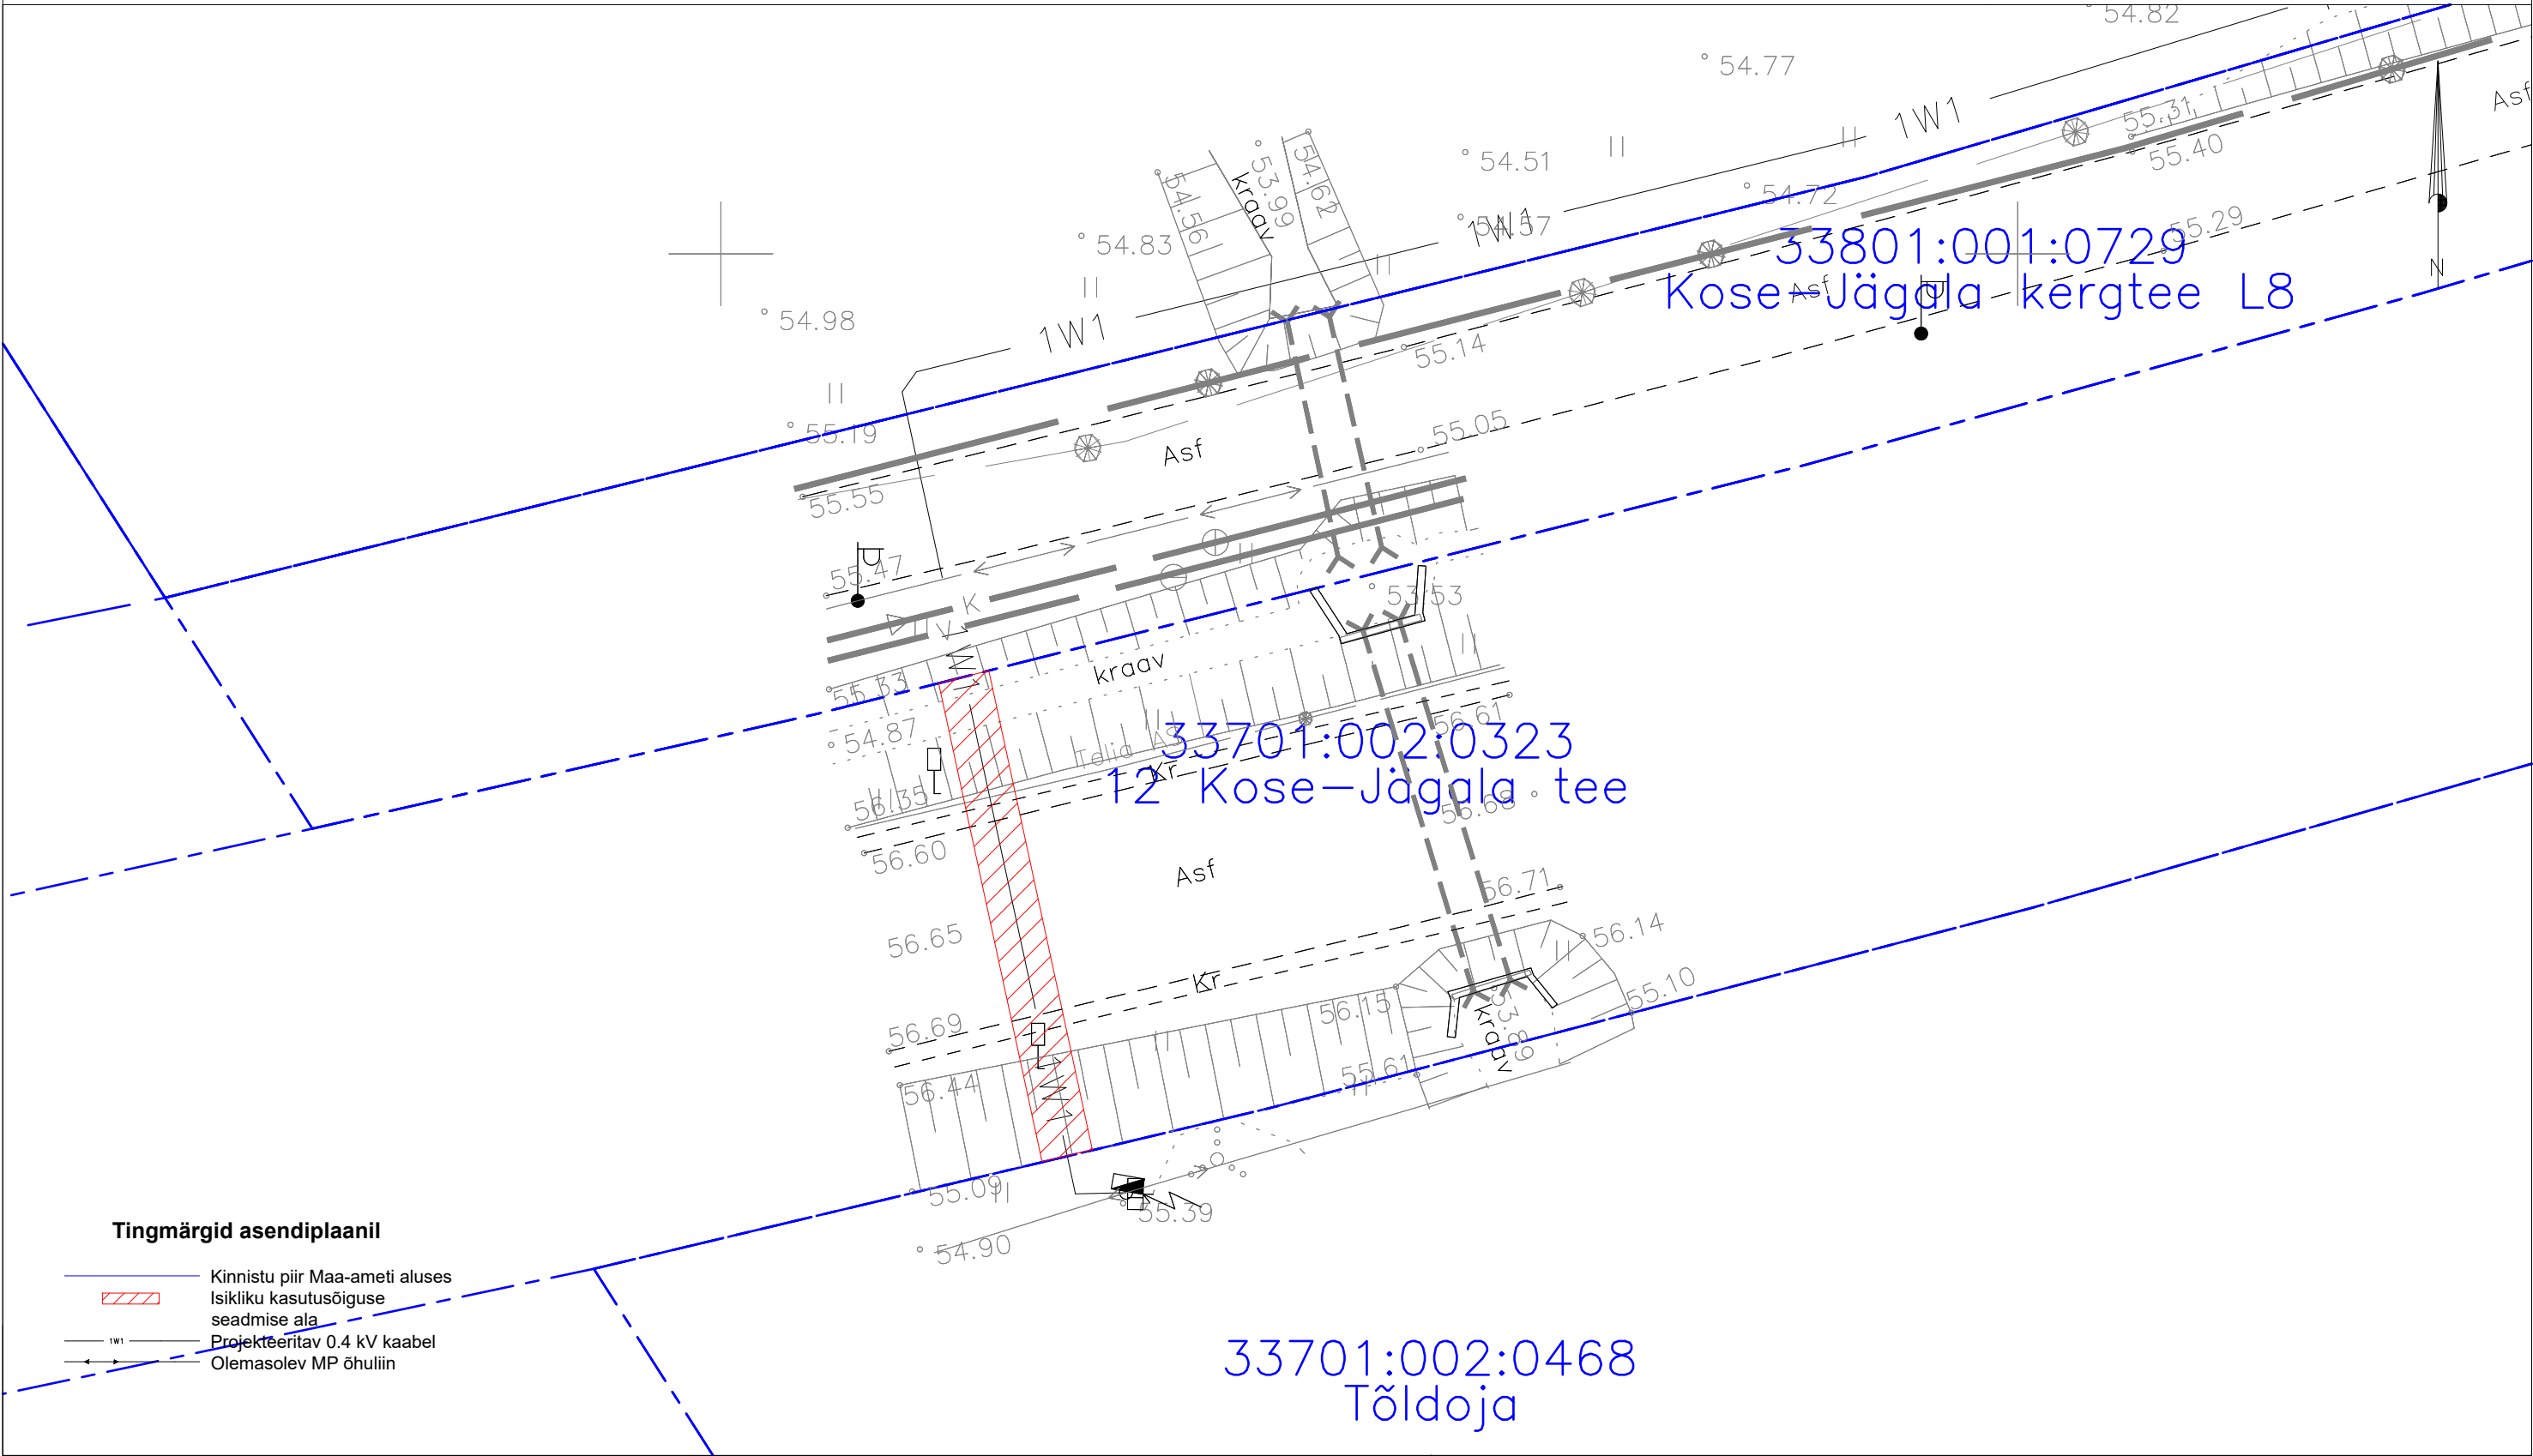 54.82
54.77
Asf
1W1
55.31
55.40
54.51
54.62
53.99
kraav
54.56
54.72
54.57
1W1
54.83
55.29
33801:001:0729
Kose-Jägala kergtee L8
Asf
N
54.98
1W1
55.14
55.19
55.05
Asf
55.55
55.47
K
V
53.53
1W1
kraav
55.33
54.87
56.61
Telia AS
33701:002:0323
Kr
12 Kose-Jägala tee
56.35
56.68
56.60
Asf
56.71
56.65
56.14
Kr
55.10
56.15
53.89
kraav
56.69
55.61
56.44
1W1
55.09
55.39
54.90
Tingmärgid asendiplaanil
Kinnistu piir Maa-ameti aluses
Isikliku kasutusõiguse
seadmise ala
1W1
Projekteeritav 0.4 kV kaabel
Olemasolev MP õhuliin
33701:002:0468
Tõldoja